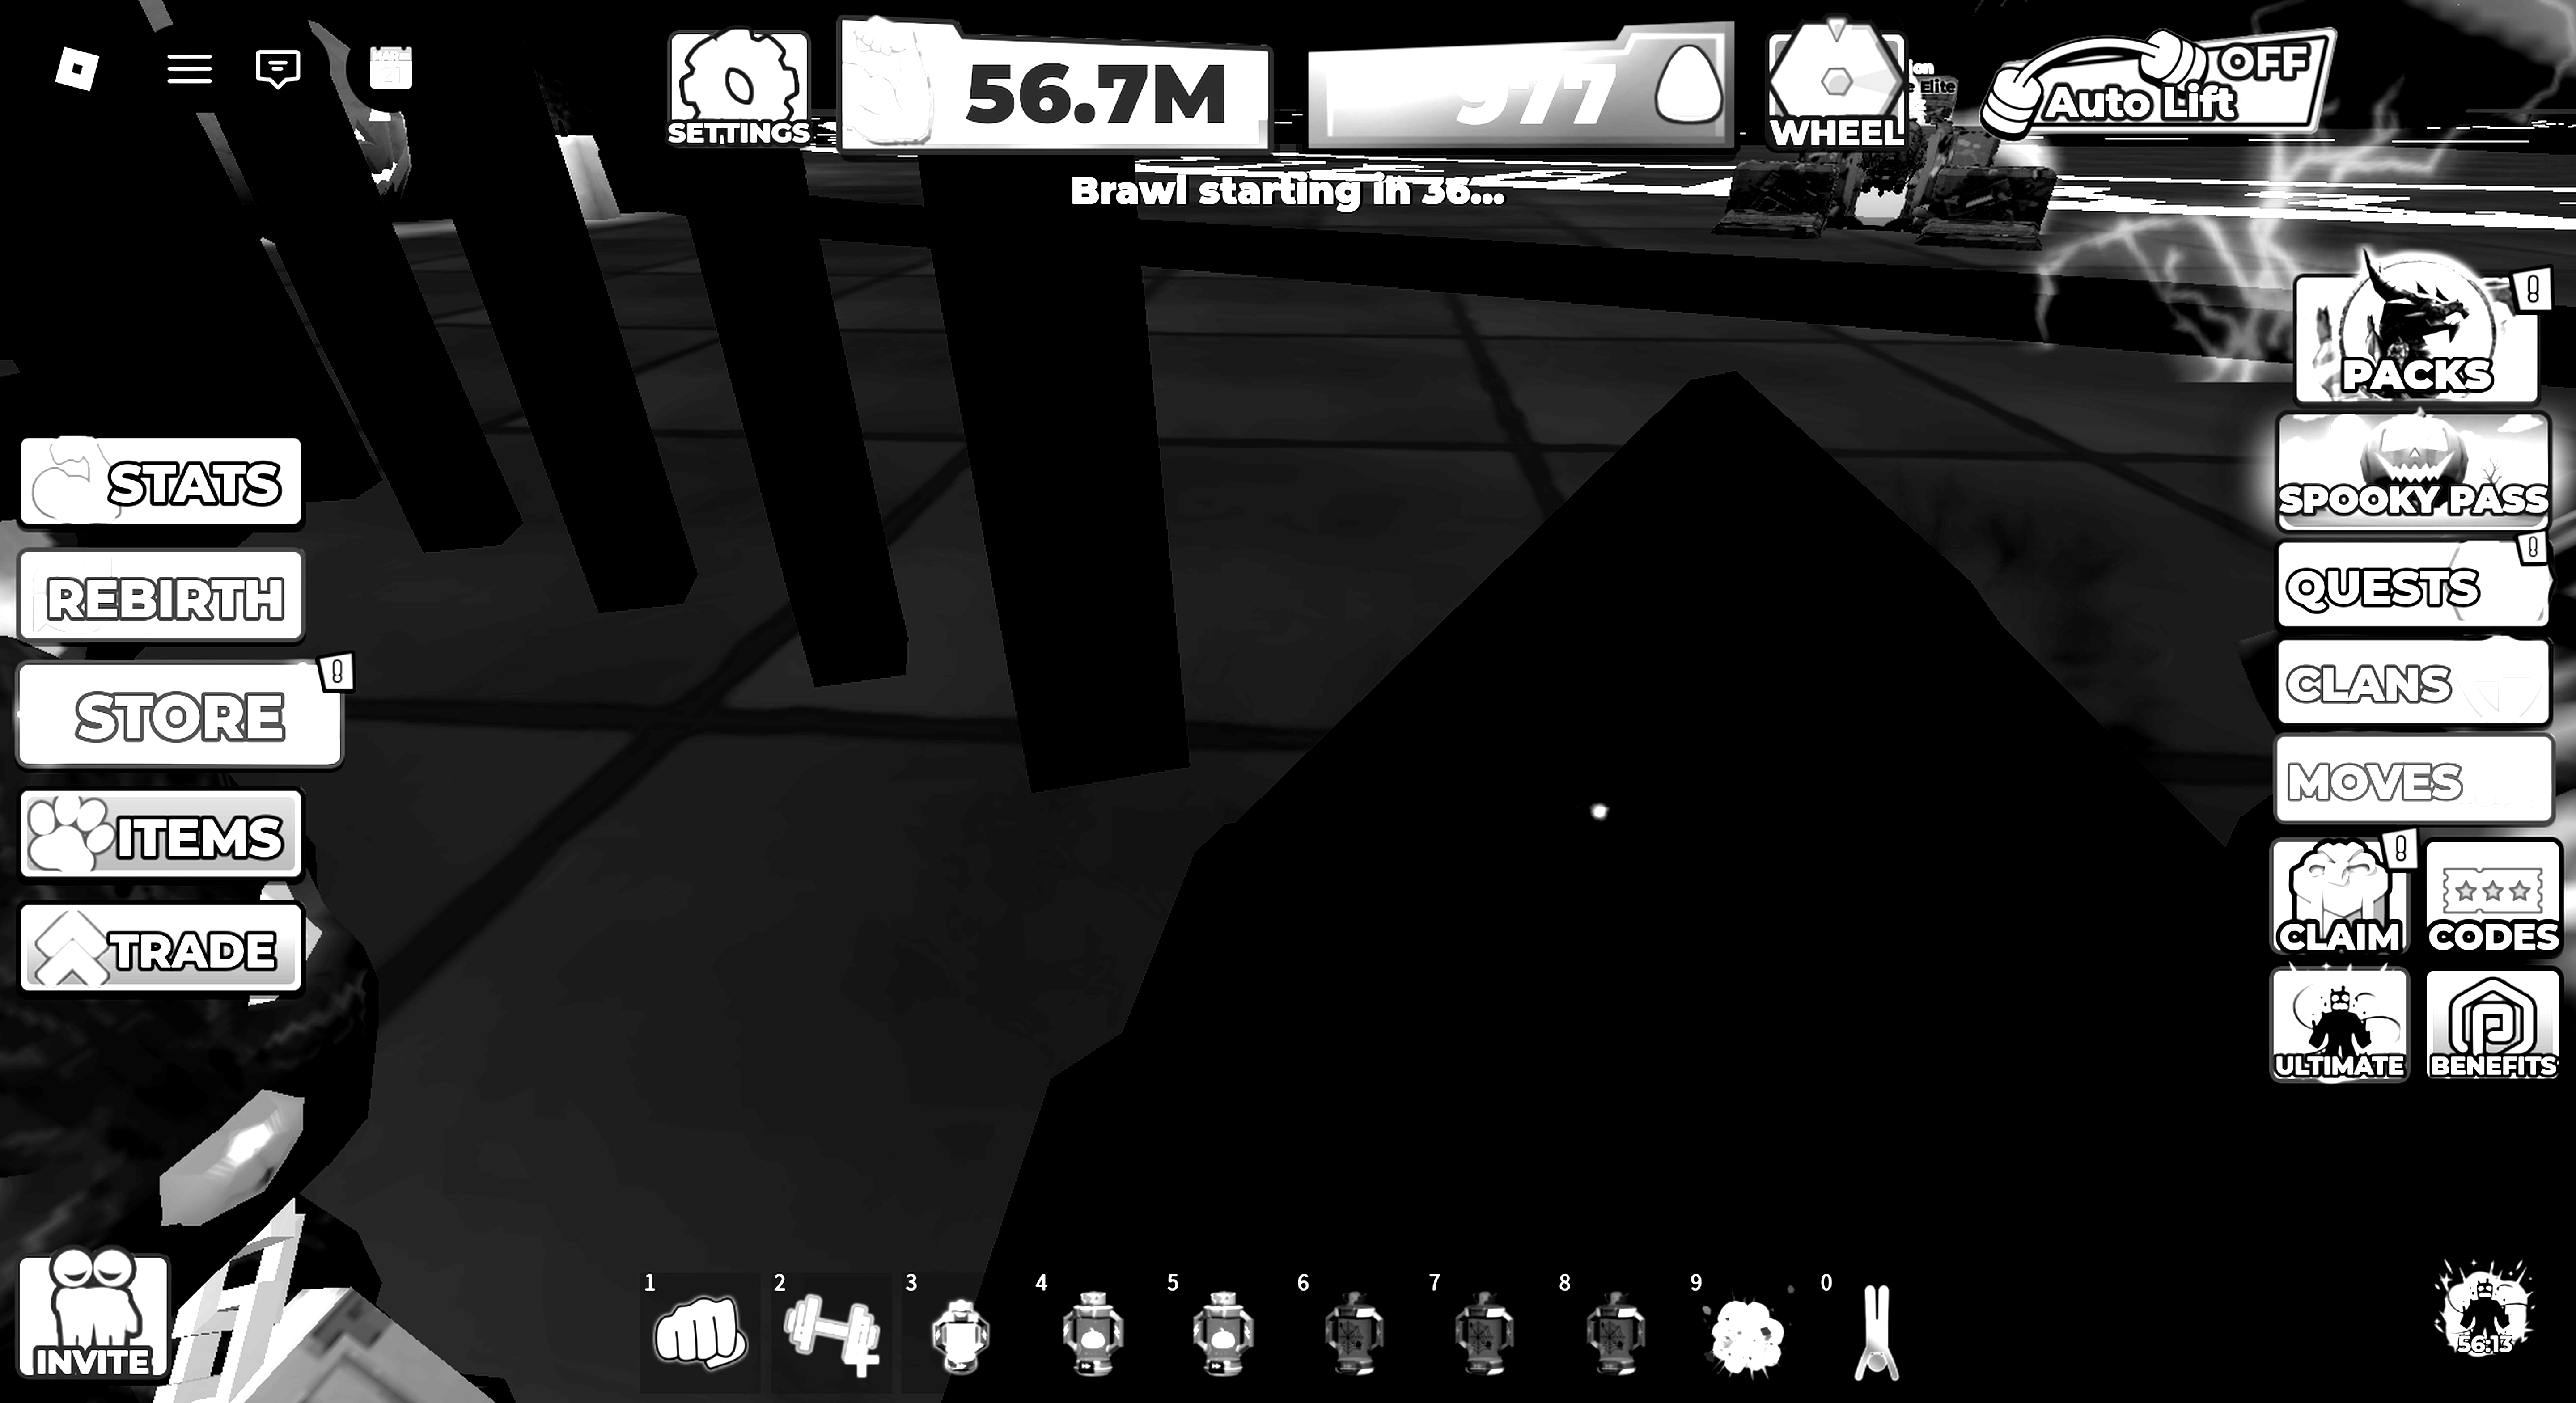 SETTINGS
56.7M
977
WHEEL
OFF
Auto Lift
Elite
Brawl starting in 36...
PACKS
SPOOKY PASS
STATS
QUESTS
REBIRTH
CLANS
STORE
MOVES
ITEMS
CLAIM
CODES
TRADE
ULTIMATE
BENEFITS
INVITE
1 2 3 4 5 6 7 8 9 0
56:13